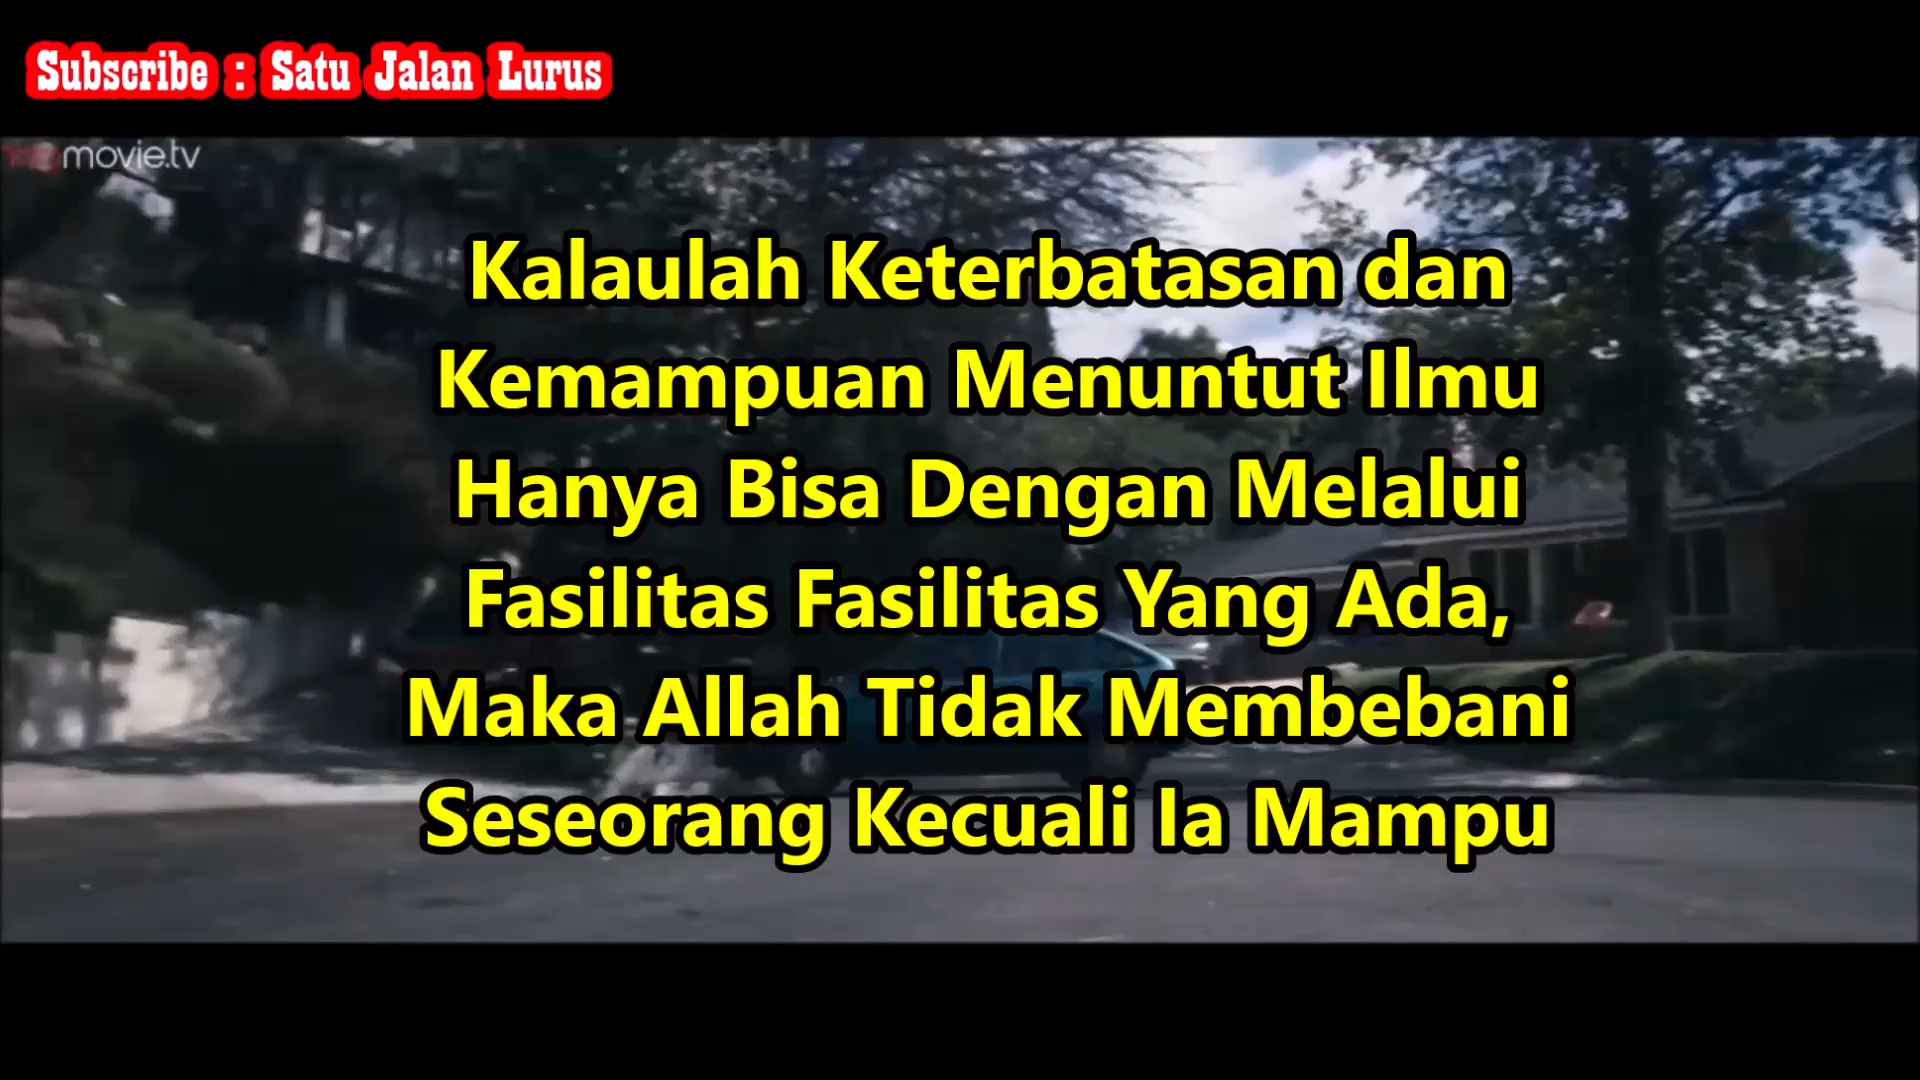 Subscribe : Satu Jalan Lurus
movie.tv
Kalaulah Keterbatasan dan
Kemampuan Menuntut Ilmu
Hanya Bisa Dengan Melalui
Fasilitas Fasilitas Yang Ada,
Maka Allah Tidak Membebani
Seseorang Kecuali Ia Mampu